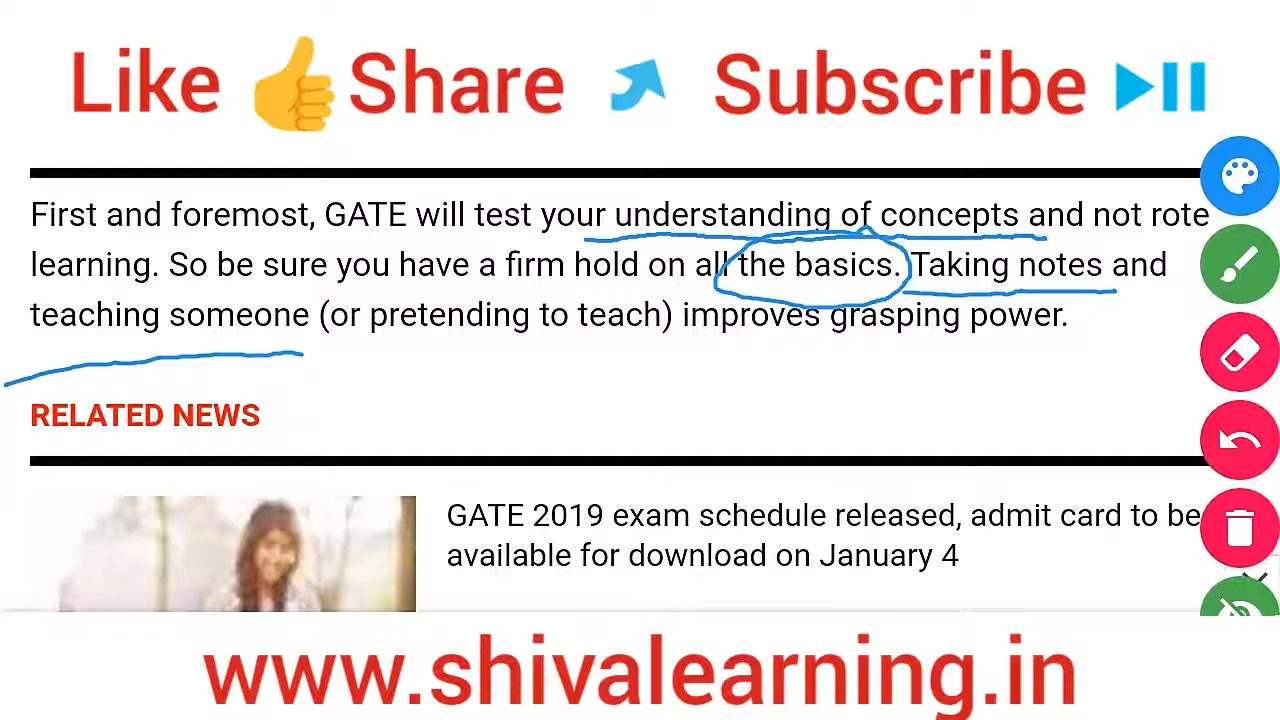 Like 👍 Share Subscribe
First and foremost, GATE will test your understanding of concepts and not rote
learning. So be sure you have a firm hold on all the basics. Taking notes and
teaching someone (or pretending to teach) improves grasping power.
RELATED NEWS
GATE 2019 exam schedule released, admit card to be
available for download on January 4
www.shivalearning.in